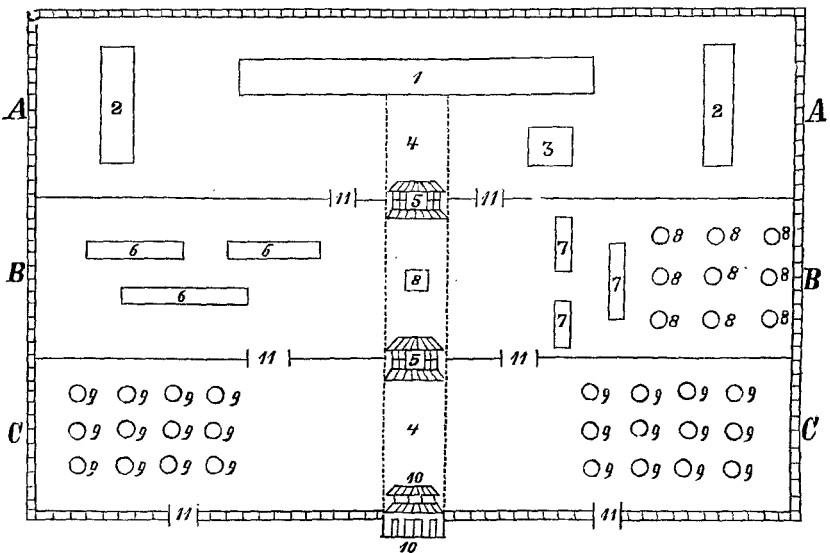 1
A 2 2 A
4 3
11 5 11
6 6 7 8 8 8
B 8 7 8 8 8 B
6 7 8 8 8
11 5 11
9 9 9 9 9 9 9 9
C 9 9 9 9 4 9 9 9 9 C
9 9 9 9 9 9 9 9
10
11 11
10